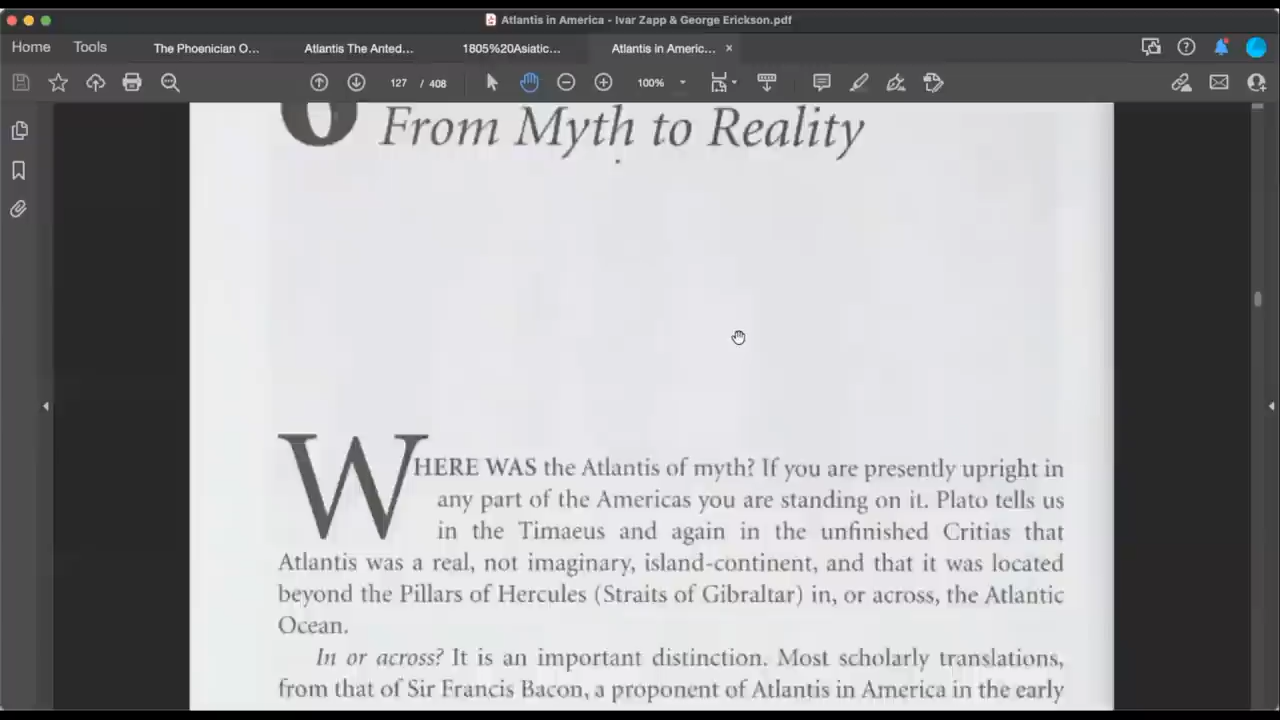 Atlantis in America - Ivar Zapp & George Erickson.pdf
Home Tools The Phoenician O... Atlantis The Anted... 1805%20Asiatic... Atlantis in Americ... ×
127 / 408 100%
6 From Myth to Reality
WHERE WAS the Atlantis of myth? If you are presently upright in
any part of the Americas you are standing on it. Plato tells us
in the Timaeus and again in the unfinished Critias that
Atlantis was a real, not imaginary, island-continent, and that it was located
beyond the Pillars of Hercules (Straits of Gibraltar) in, or across, the Atlantic
Ocean.
In or across? It is an important distinction. Most scholarly translations,
from that of Sir Francis Bacon, a proponent of Atlantis in America in the early